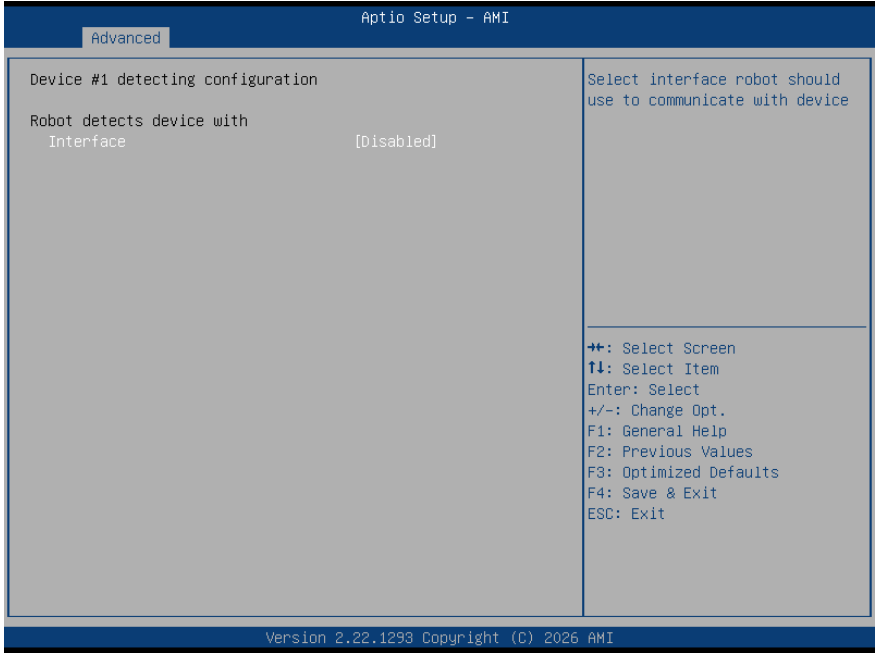 Aptio Setup – AMI
Advanced
Device #1 detecting configuration
Robot detects device with
Interface [Disabled]
Select interface robot should
use to communicate with device
→←: Select Screen
↑↓: Select Item
Enter: Select
+/-: Change Opt.
F1: General Help
F2: Previous Values
F3: Optimized Defaults
F4: Save & Exit
ESC: Exit
Version 2.22.1293 Copyright (C) 2026 AMI